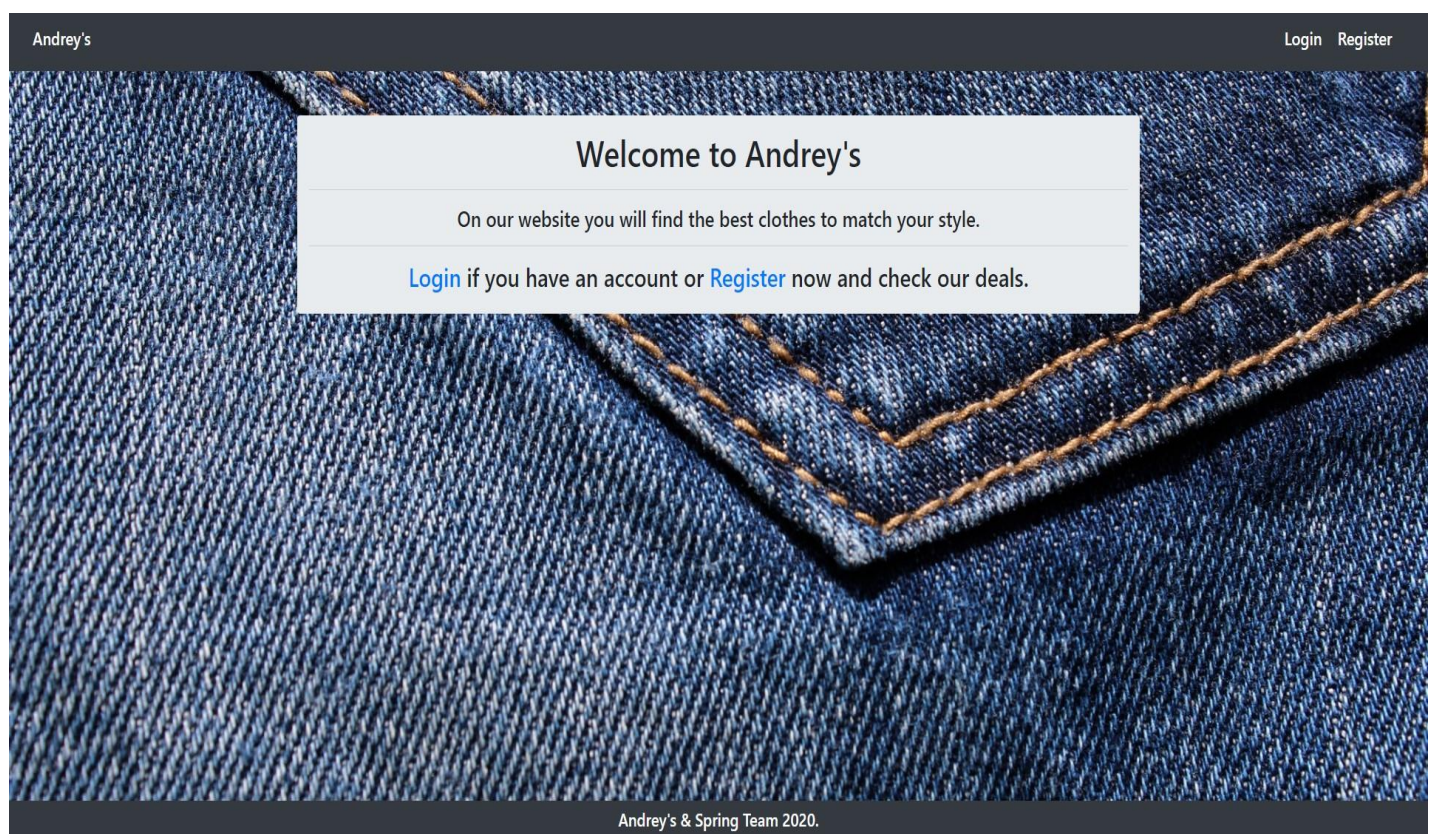 Andrey's
Login Register
Welcome to Andrey's
On our website you will find the best clothes to match your style.
Login if you have an account or Register now and check our deals.
Andrey's & Spring Team 2020.